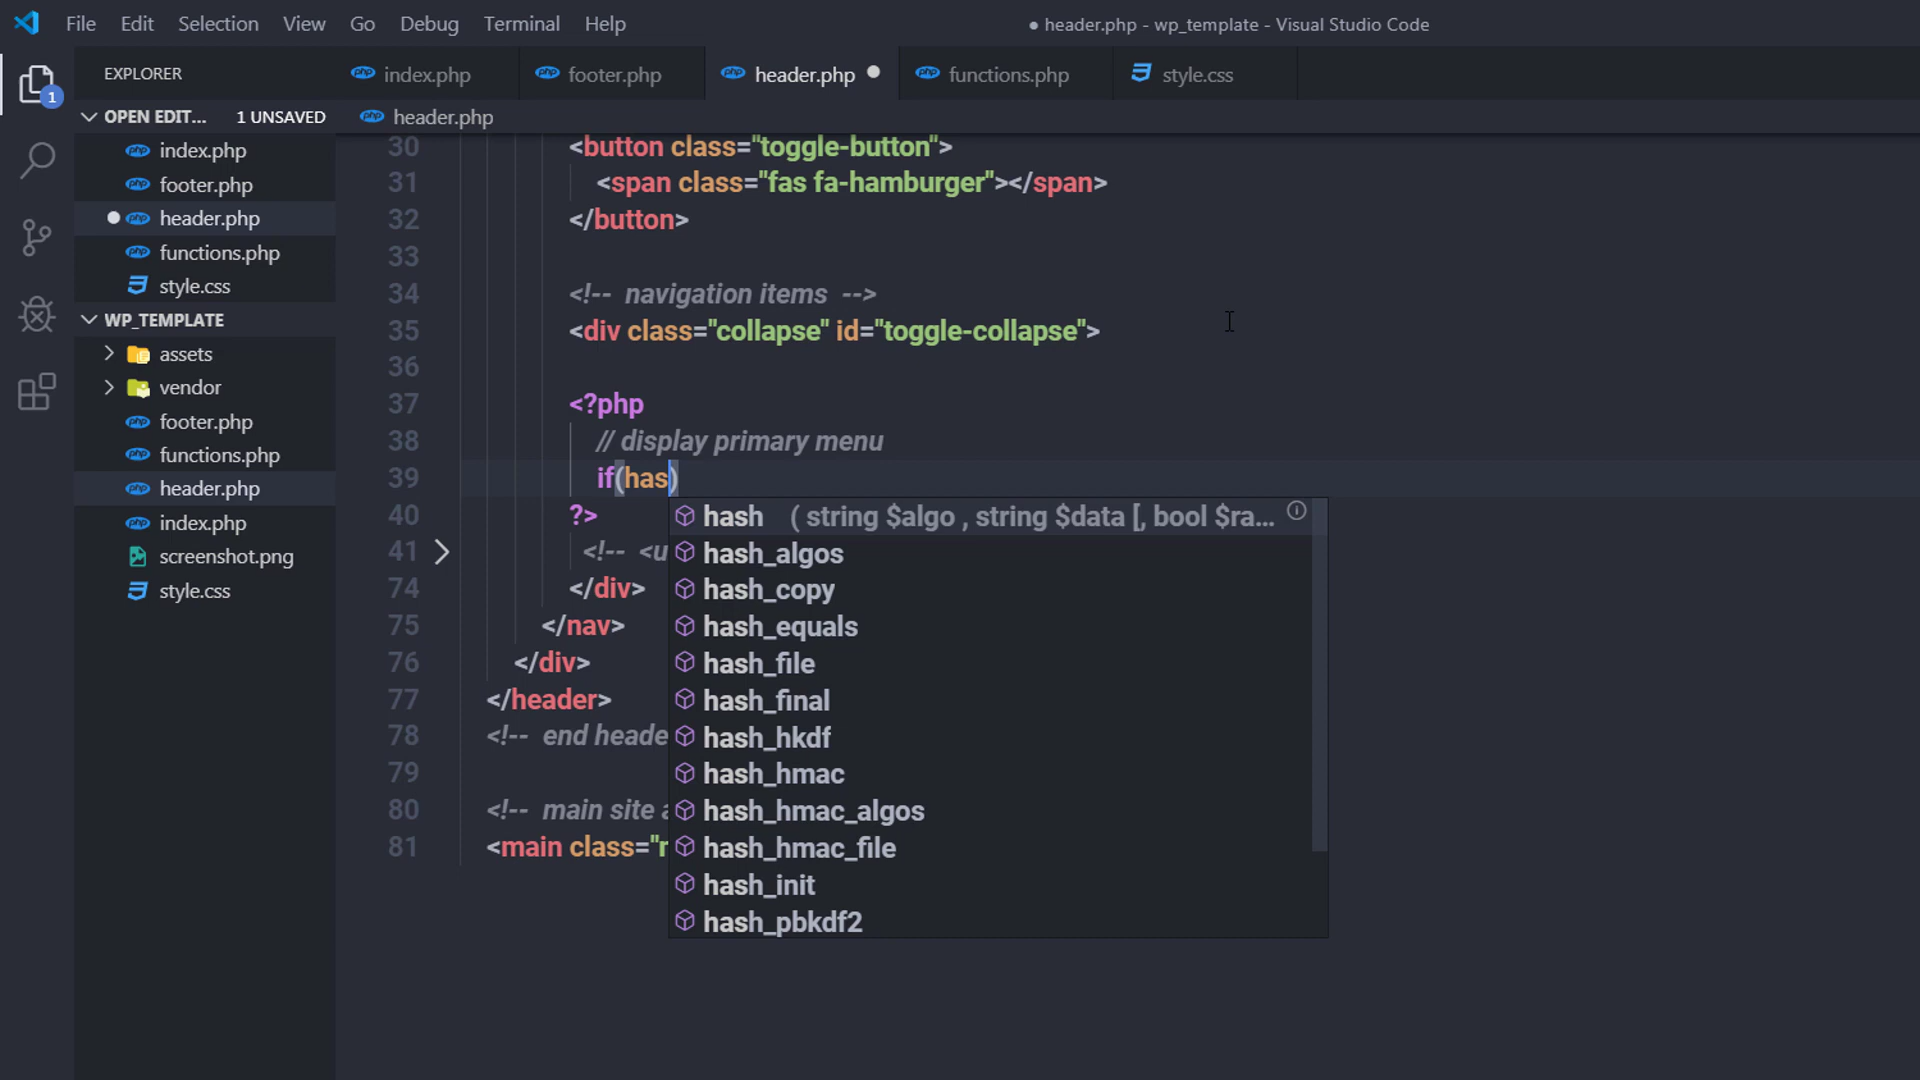 File Edit Selection View Go Debug Terminal Help
● header.php - wp_template - Visual Studio Code
EXPLORER
index.php footer.php header.php functions.php style.css
OPEN EDIT... 1 UNSAVED
header.php
1
index.php
footer.php
header.php
functions.php
style.css
WP_TEMPLATE
assets
vendor
footer.php
functions.php
header.php
index.php
screenshot.png
style.css
30 <button class="toggle-button">
31 <span class="fas fa-hamburger"></span>
32 </button>
33
34 <!-- navigation items -->
35 <div class="collapse" id="toggle-collapse">
36
37 <?php
38 // display primary menu
39 if(has)
40 ?>
41 <!-- <u
74 </div>
75 </nav>
76 </div>
77 </header>
78 <!-- end heade
79
80 <!-- main site a
81 <main class="
hash ( string $algo , string $data [, bool $ra...
hash_algos
hash_copy
hash_equals
hash_file
hash_final
hash_hkdf
hash_hmac
hash_hmac_algos
hash_hmac_file
hash_init
hash_pbkdf2